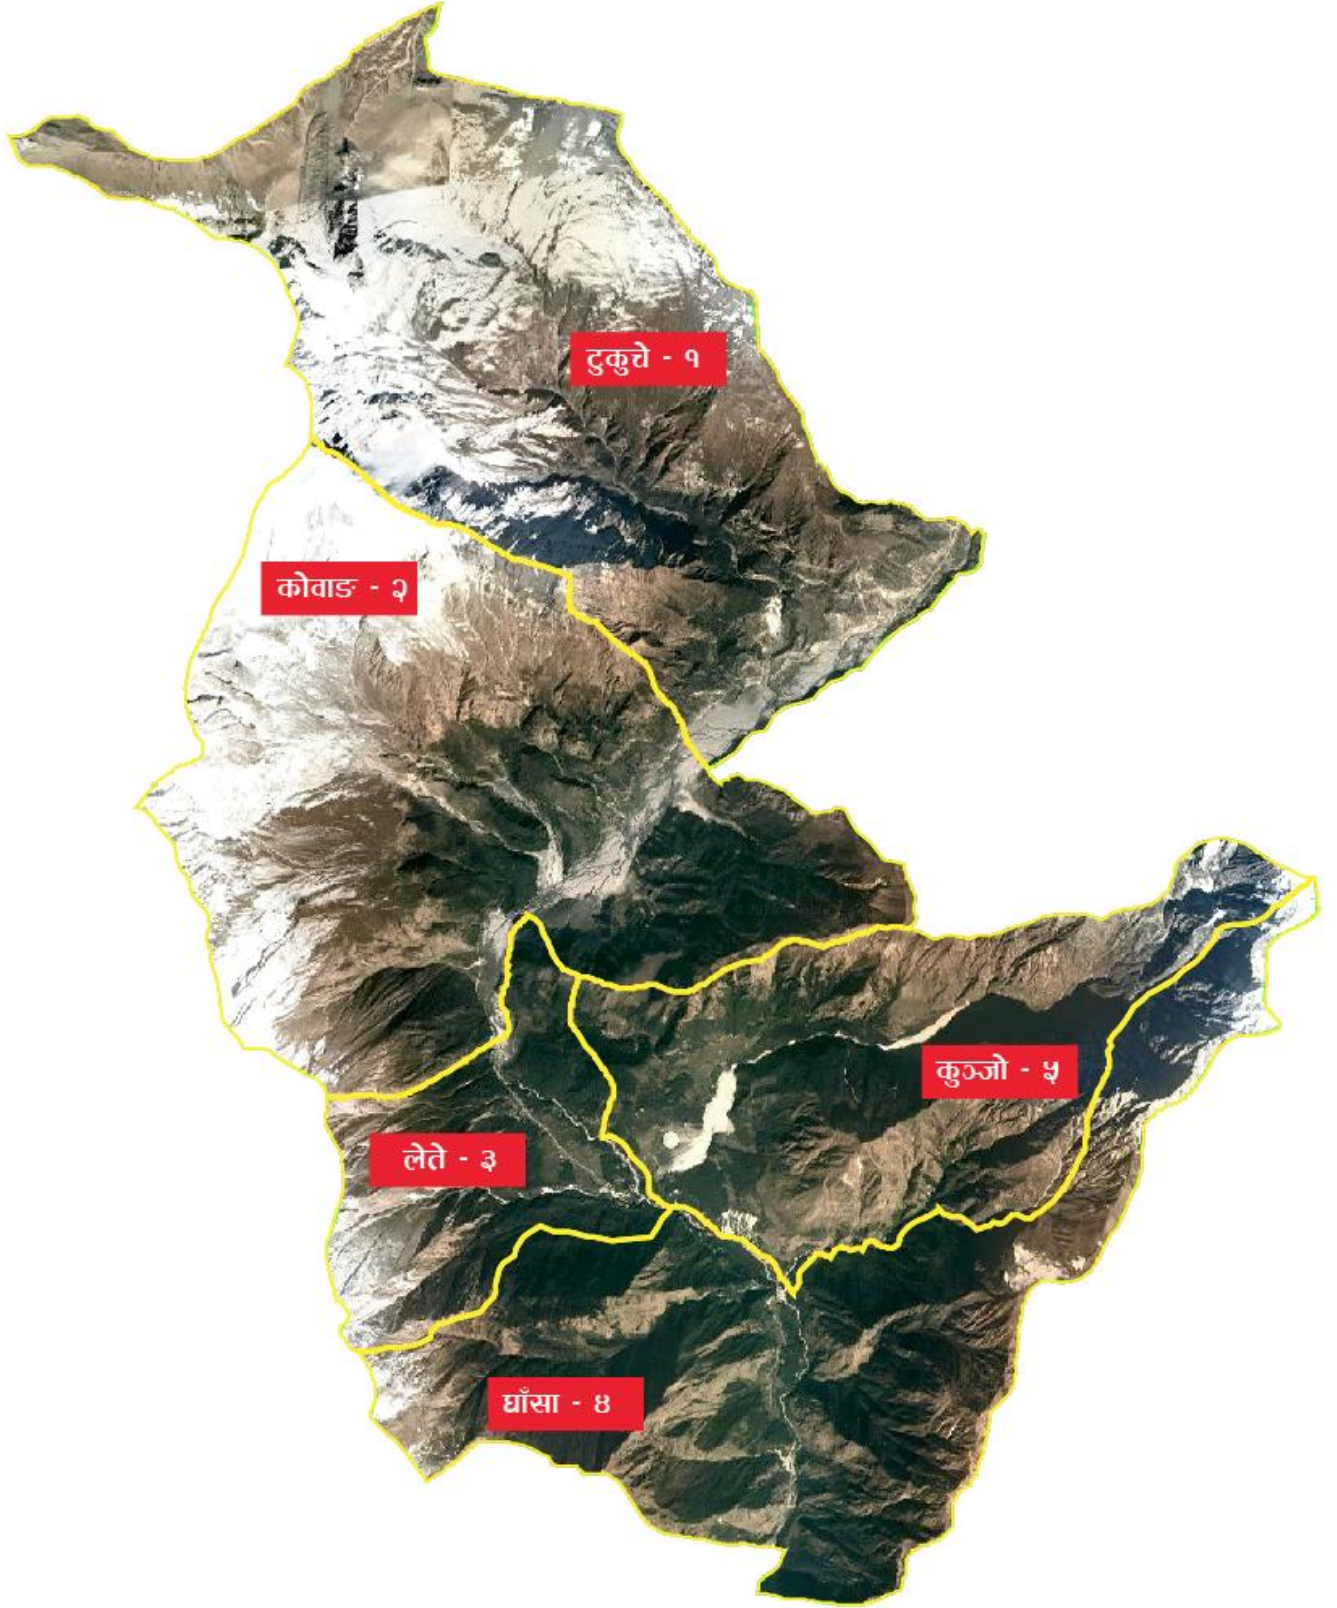 टुकुचे - १
कोवाङ - २
कुञ्जो - ५
लेते - ३
घाँसा - ४